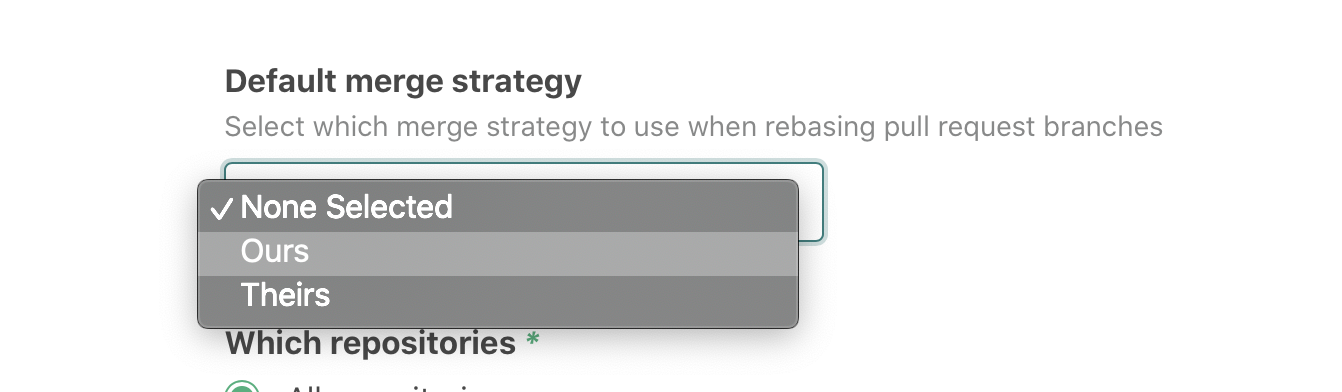 Default merge strategy
Select which merge strategy to use when rebasing pull request branches
✓ None Selected
Ours
Theirs
Which repositories *